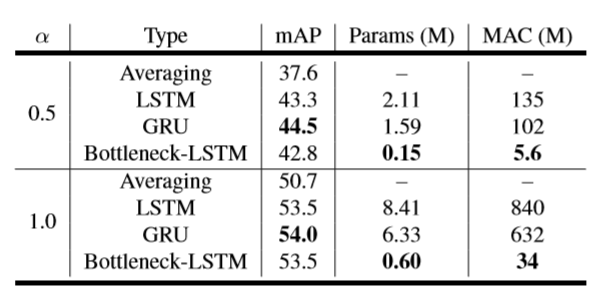 α Type mAP Params (M) MAC (M)
Averaging 37.6 – –
LSTM 43.3 2.11 135
0.5
GRU 44.5 1.59 102
Bottleneck-LSTM 42.8 0.15 5.6
Averaging 50.7 – –
LSTM 53.5 8.41 840
1.0
GRU 54.0 6.33 632
Bottleneck-LSTM 53.5 0.60 34